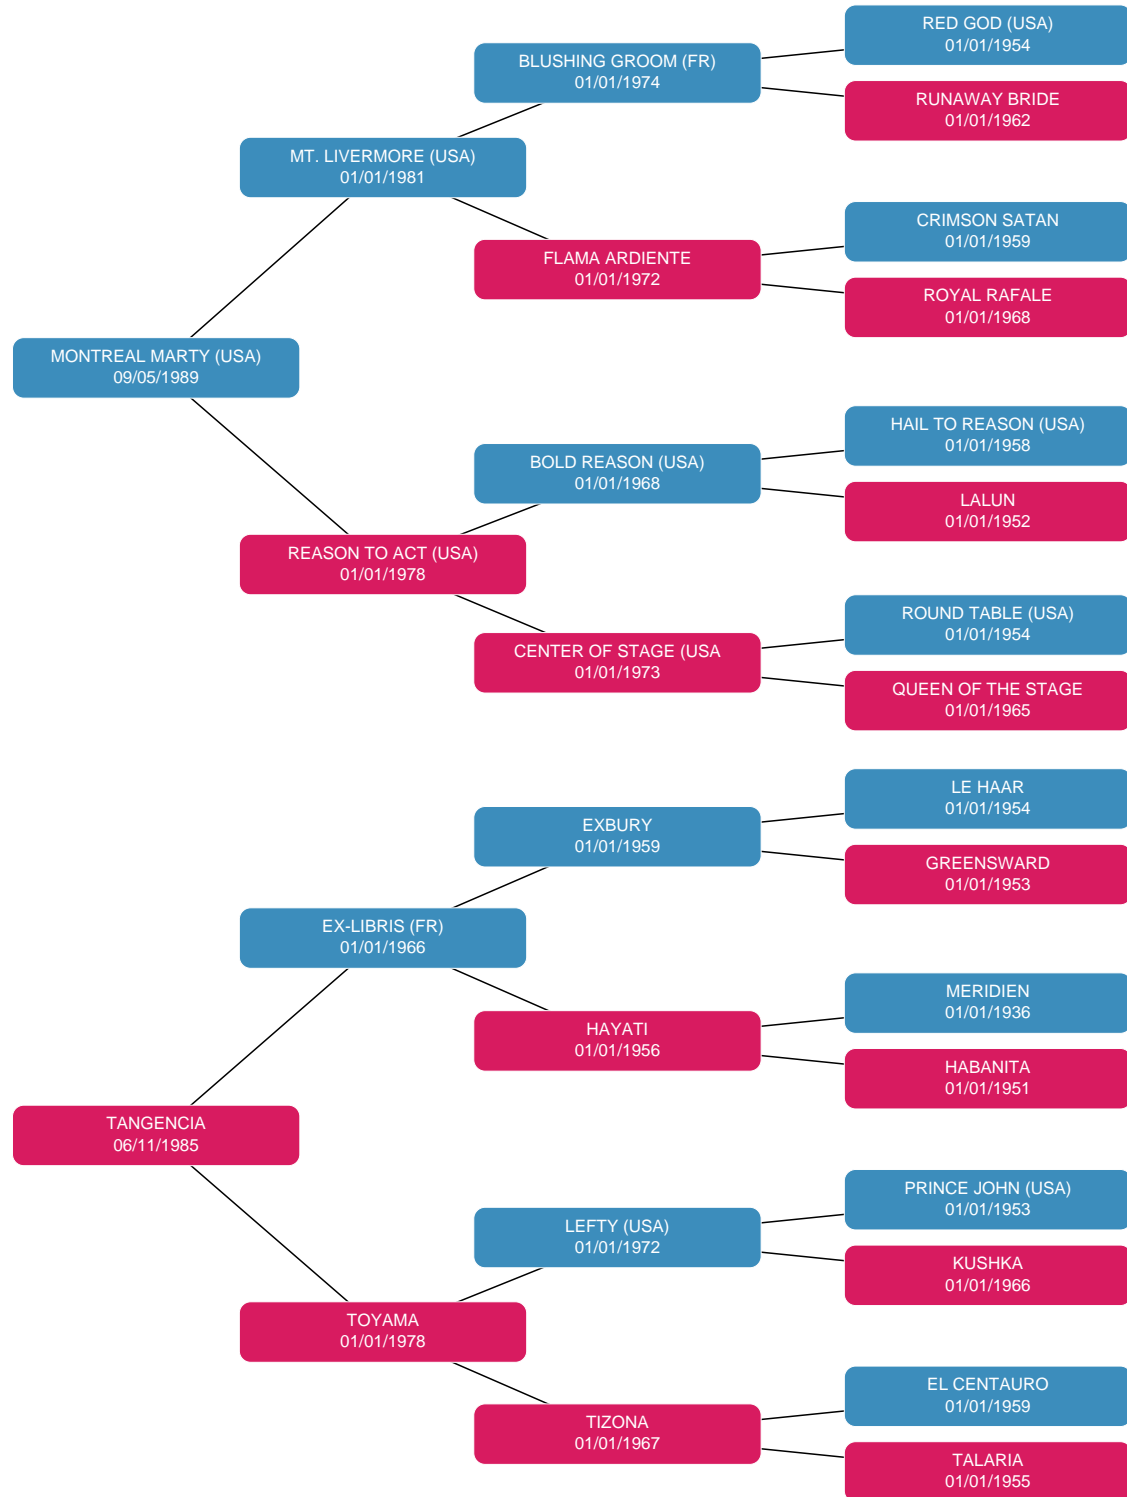 RED GOD (USA)
01/01/1954
BLUSHING GROOM (FR)
01/01/1974
RUNAWAY BRIDE
01/01/1962
MT. LIVERMORE (USA)
01/01/1981
CRIMSON SATAN
01/01/1959
FLAMA ARDIENTE
01/01/1972
ROYAL RAFALE
01/01/1968
MONTREAL MARTY (USA)
09/05/1989
HAIL TO REASON (USA)
01/01/1958
BOLD REASON (USA)
01/01/1968
LALUN
01/01/1952
REASON TO ACT (USA)
01/01/1978
ROUND TABLE (USA)
01/01/1954
CENTER OF STAGE (USA
01/01/1973
QUEEN OF THE STAGE
01/01/1965
LE HAAR
01/01/1954
EXBURY
01/01/1959
GREENSWARD
01/01/1953
EX-LIBRIS (FR)
01/01/1966
MERIDIEN
01/01/1936
HAYATI
01/01/1956
HABANITA
01/01/1951
TANGENCIA
06/11/1985
PRINCE JOHN (USA)
01/01/1953
LEFTY (USA)
01/01/1972
KUSHKA
01/01/1966
TOYAMA
01/01/1978
EL CENTAURO
01/01/1959
TIZONA
01/01/1967
TALARIA
01/01/1955